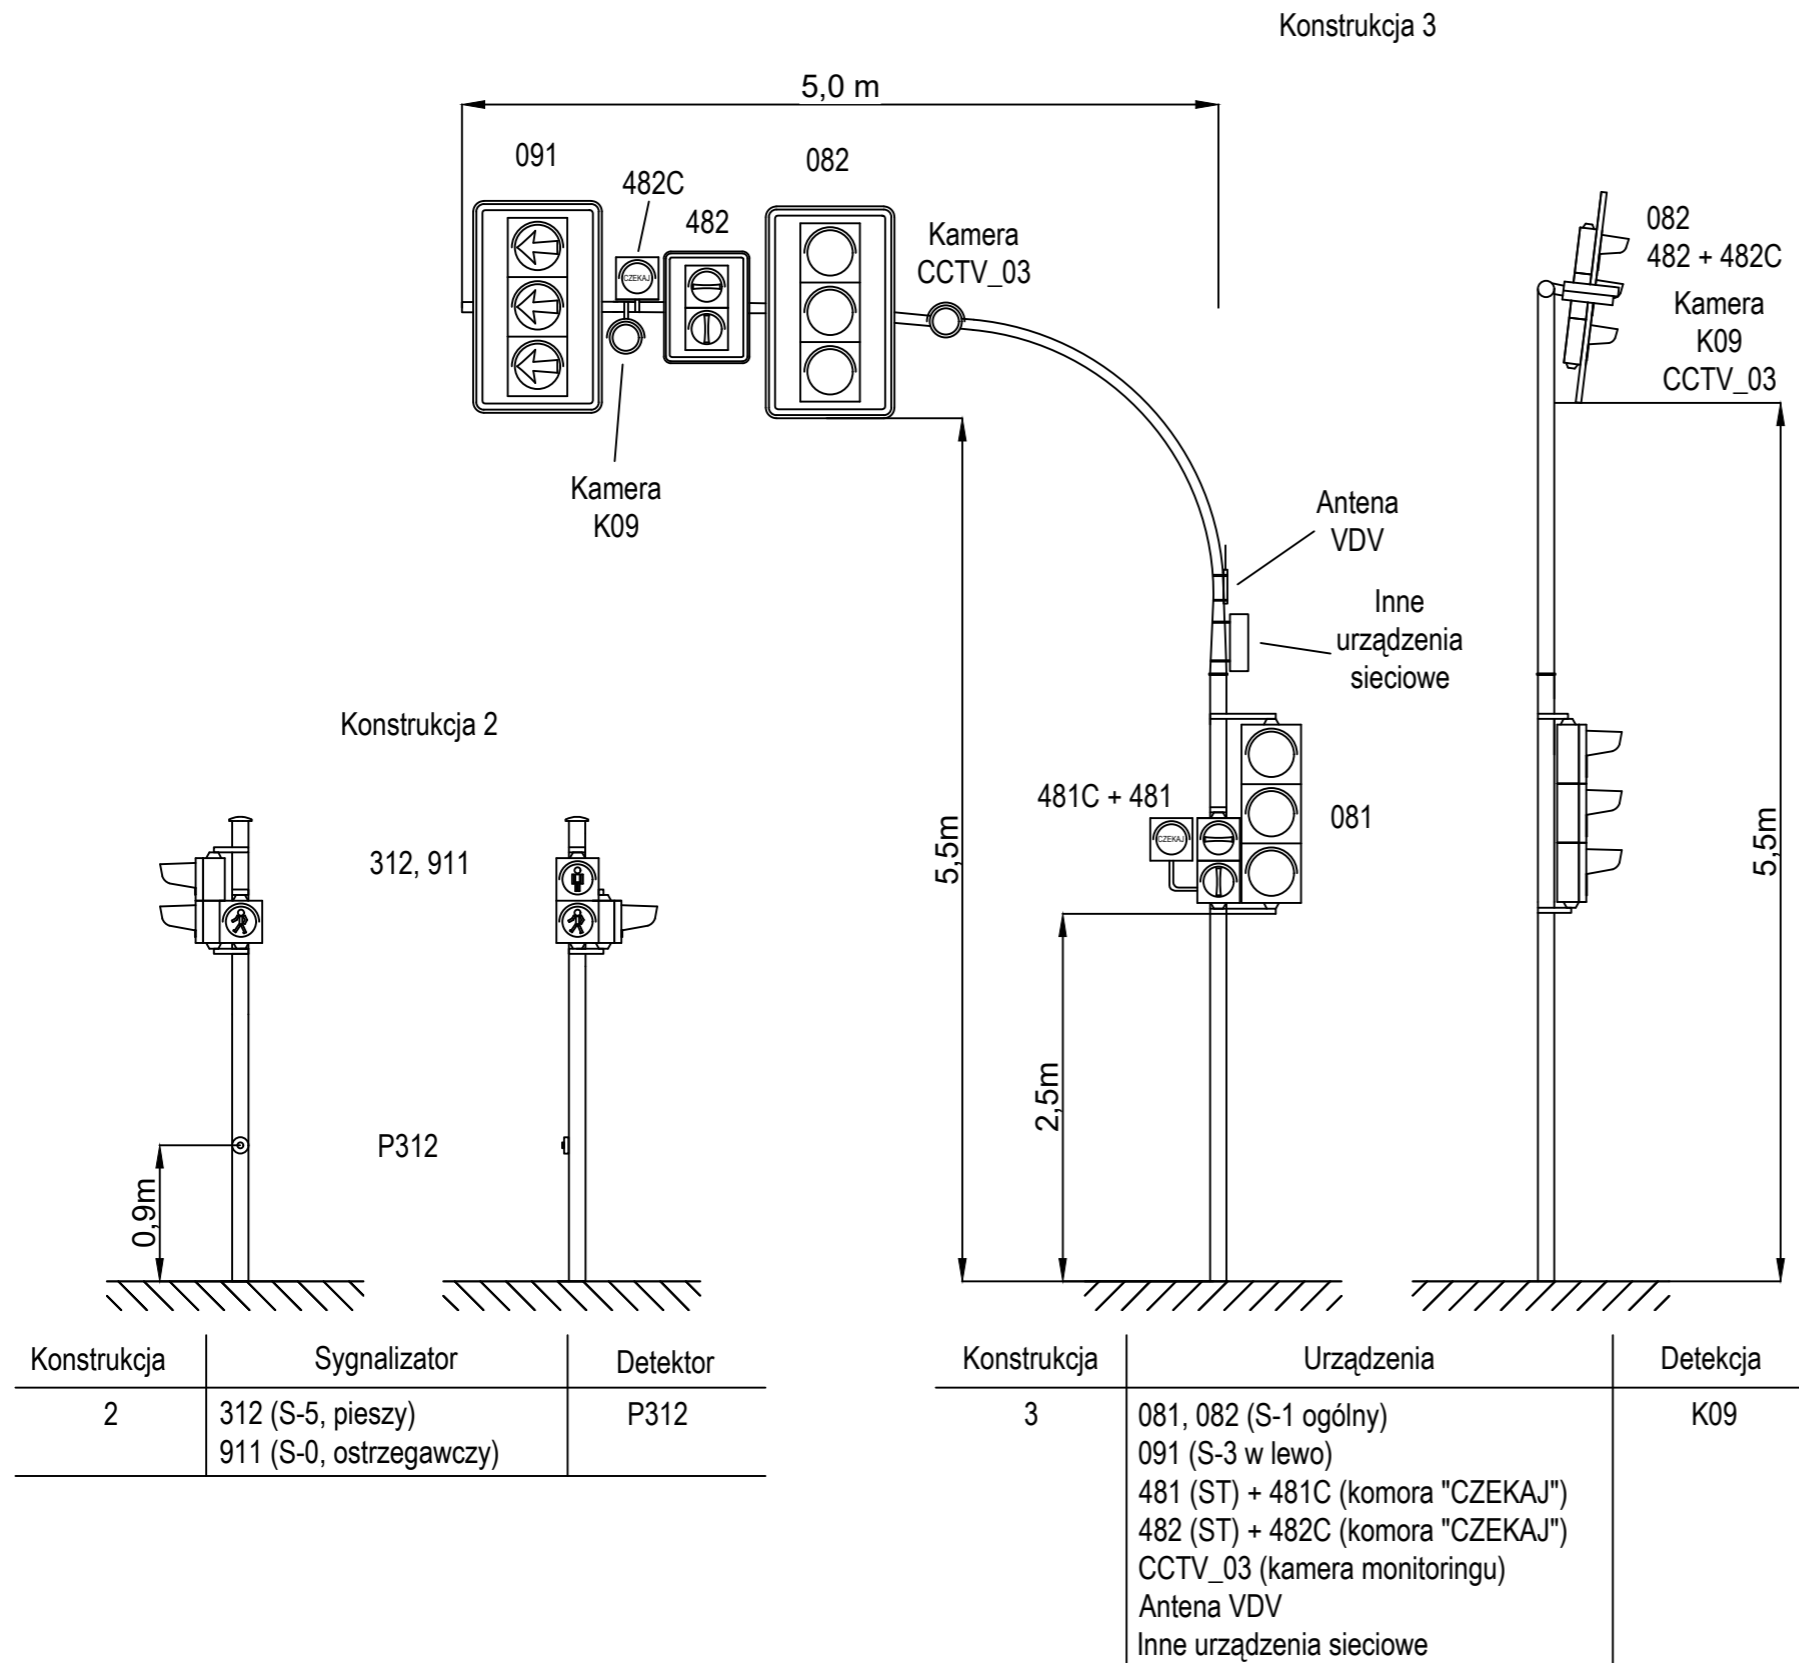 Konstrukcja 3
5,0 m
091
482C
482
082
Kamera
CCTV_03
082
482 + 482C
Kamera
K09
CCTV_03
CZEKAJ
Kamera
K09
Antena
VDV
Inne
urządzenia
sieciowe
481C + 481
CZEKAJ
081
5,5m
2,5m
5,5m
Konstrukcja 2
312, 911
P312
0,9m
Konstrukcja
Sygnalizator
Detektor
2
312 (S-5, pieszy)
P312
911 (S-0, ostrzegawczy)
Konstrukcja
Urządzenia
Detekcja
3
081, 082 (S-1 ogólny)
K09
091 (S-3 w lewo)
481 (ST) + 481C (komora "CZEKAJ")
482 (ST) + 482C (komora "CZEKAJ")
CCTV_03 (kamera monitoringu)
Antena VDV
Inne urządzenia sieciowe